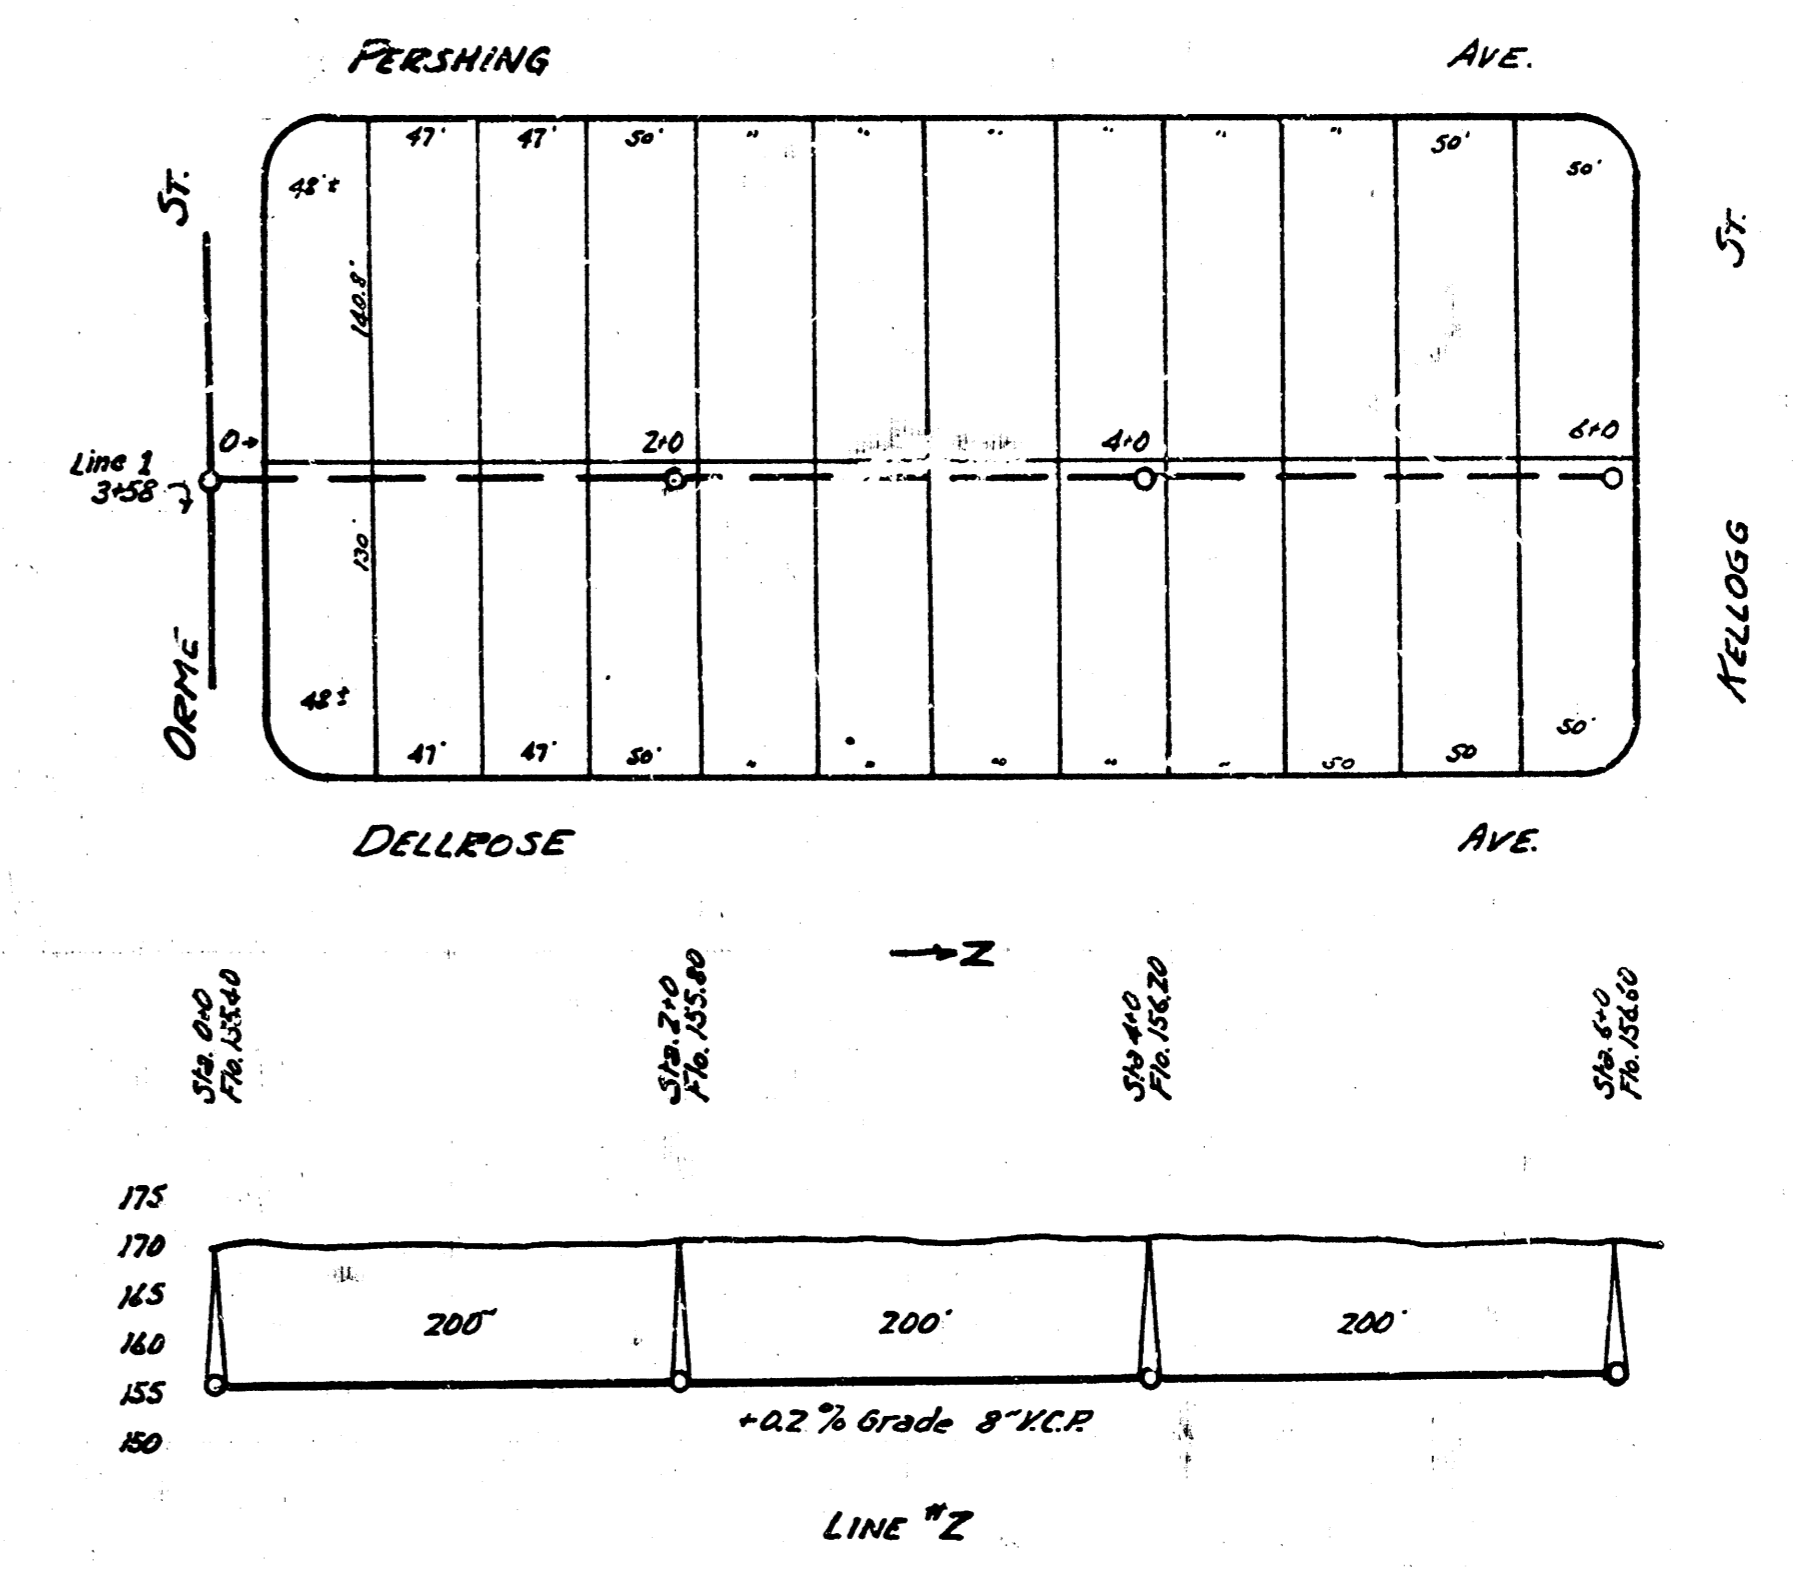 PERSHING AVE.
47' 47' 50' " " " " " " 50'
48'± 50'
ST.
ST.
140.8'
0+ 2+0 4+0 6+0
Line 1
3+58
130'
ORME
KELLOGG
48± 50'
47' 47' 50' " " " " " 50 50
DELLROSE AVE.
→Z
Sta. 0+0
Flo. 155.40
Sta. 2+0
Flo. 155.80
Sta 4+0
Flo. 156.20
Sta. 6+0
Flo. 156.60
175
170
165
160
155
150
200' 200' 200'
+0.2% Grade 8" V.C.P.
LINE #2